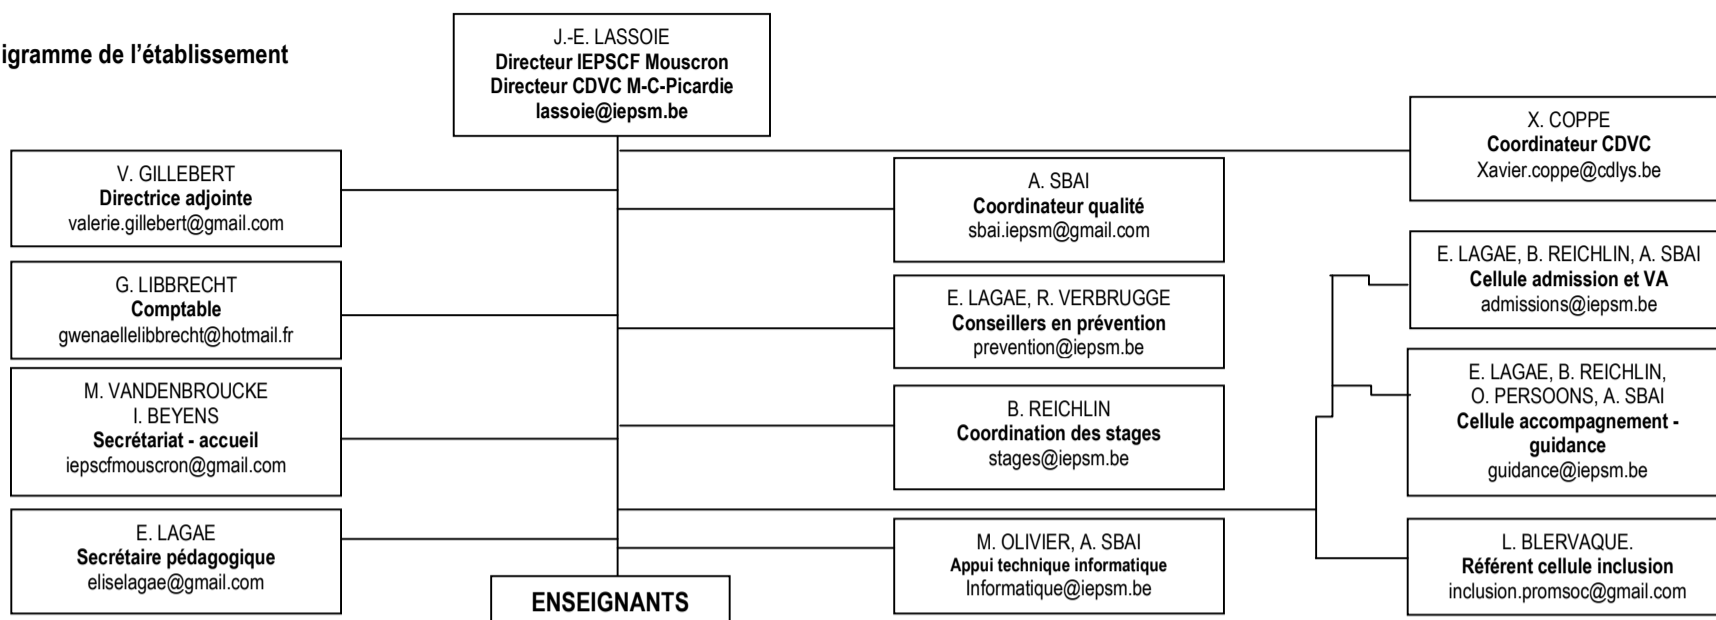 igramme de l'établissement
J.-E. LASSOIE
Directeur IEPSCF Mouscron
Directeur CDVC M-C-Picardie
lassoie@iepsm.be
X. COPPE
Coordinateur CDVC
Xavier.coppe@cdlys.be
V. GILLEBERT
Directrice adjointe
valerie.gillebert@gmail.com
A. SBAI
Coordinateur qualité
sbai.iepsm@gmail.com
E. LAGAE, B. REICHLIN, A. SBAI
Cellule admission et VA
admissions@iepsm.be
G. LIBBRECHT
Comptable
gwenaellelibbrecht@hotmail.fr
E. LAGAE, R. VERBRUGGE
Conseillers en prévention
prevention@iepsm.be
E. LAGAE, B. REICHLIN,
O. PERSOONS, A. SBAI
Cellule accompagnement -
guidance
guidance@iepsm.be
M. VANDENBROUCKE
I. BEYENS
Secrétariat - accueil
iepscfmouscron@gmail.com
B. REICHLIN
Coordination des stages
stages@iepsm.be
E. LAGAE
Secrétaire pédagogique
eliselagae@gmail.com
M. OLIVIER, A. SBAI
Appui technique informatique
Informatique@iepsm.be
L. BLERVAQUE.
Référent cellule inclusion
inclusion.promsoc@gmail.com
ENSEIGNANTS